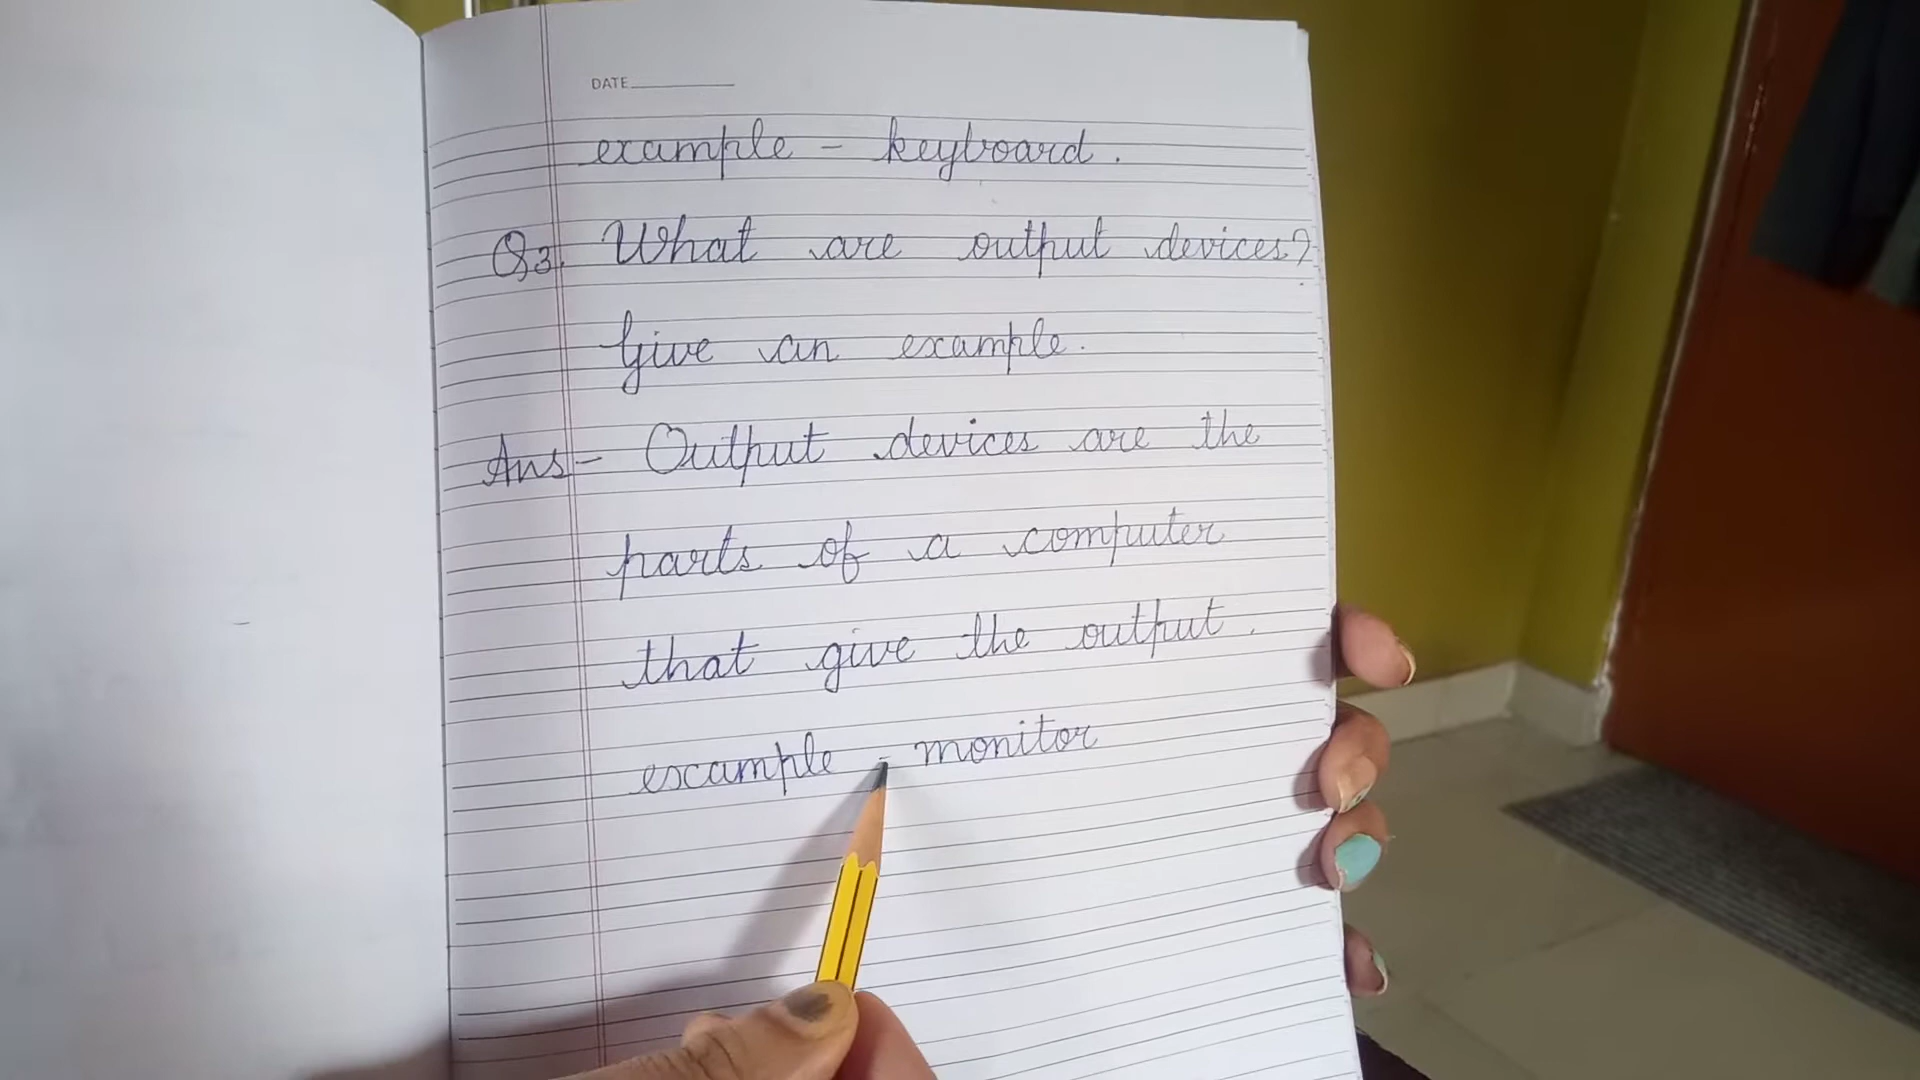 DATE
example - keyboard.
Q3. What are output devices?
Give an example.
Ans - Output devices are the
parts of a computer
that give the output.
example - monitor